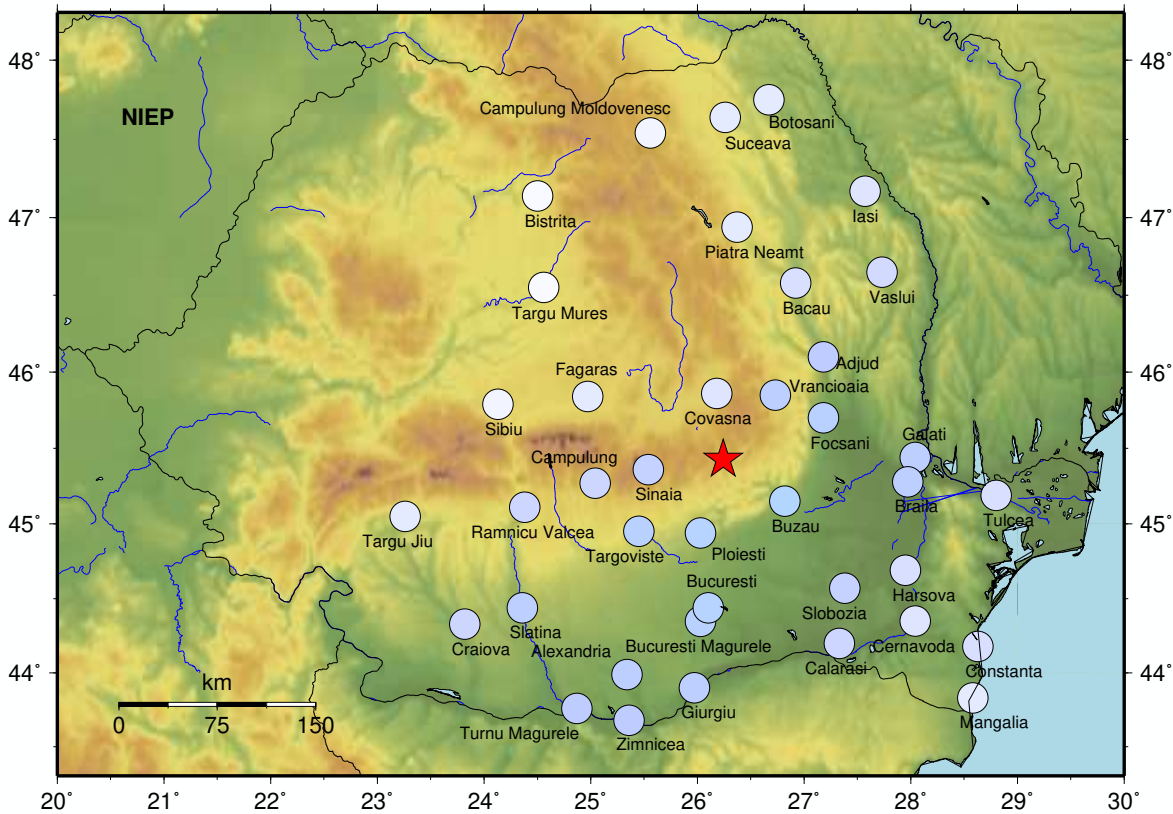 48˚
48˚
NIEP
Campulung Moldovenesc
Botosani
Suceava
47˚
47˚
Bistrita
Iasi
Piatra Neamt
Targu Mures
Bacau
Vaslui
46˚
46˚
Fagaras
Adjud
Vrancioaia
Covasna
Sibiu
Focsani
Galati
Campulung
Sinaia
Braila
45˚
45˚
Targu Jiu
Ramnicu Valcea
Buzau
Tulcea
Targoviste
Ploiesti
Bucuresti
Harsova
Slobozia
Craiova
Slatina
Alexandria
Bucuresti Magurele
Cernavoda
44˚
44˚
Calarasi
Constanta
km
0
75
150
Giurgiu
Mangalia
Turnu Magurele
Zimnicea
20˚
21˚
22˚
23˚
24˚
25˚
26˚
27˚
28˚
29˚
30˚